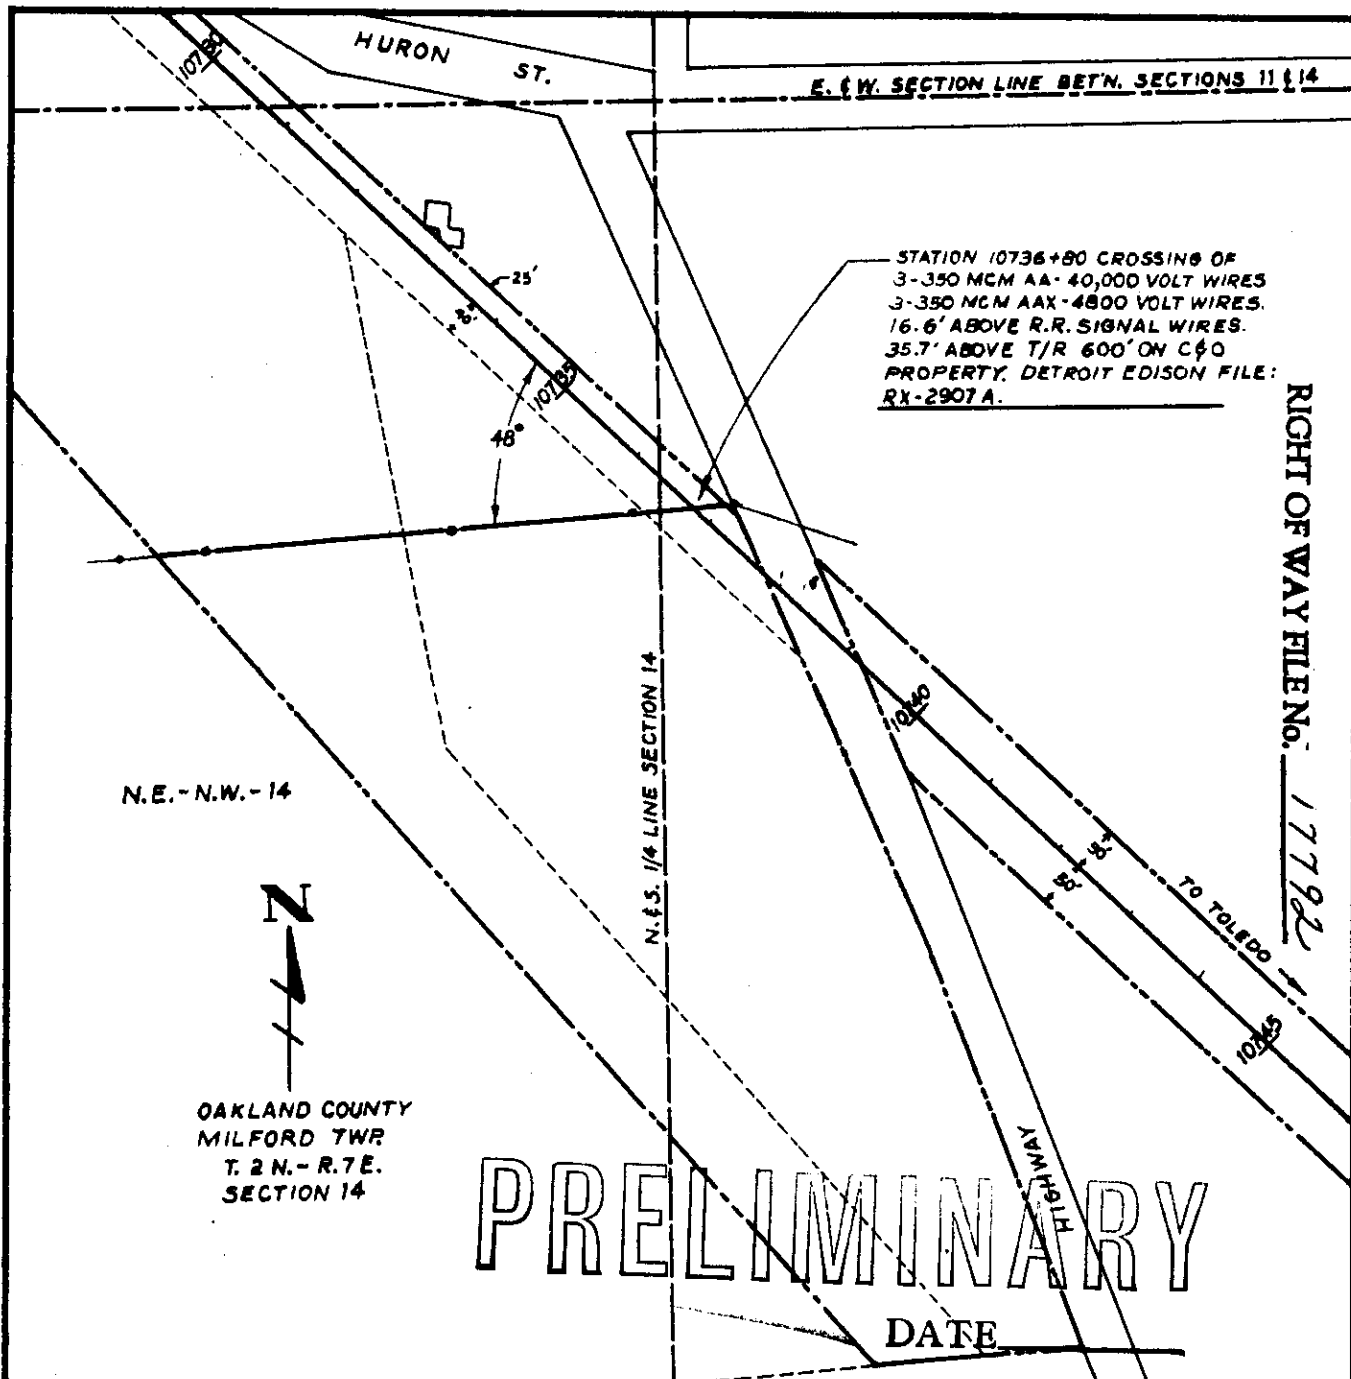 HURON ST.
E. & W. SECTION LINE BET'N. SECTIONS 11 & 14
10730
STATION 10736+80 CROSSING OF
3-350 MCM AA-40,000 VOLT WIRES
3-350 MCM AAX-4800 VOLT WIRES.
16.6' ABOVE R.R. SIGNAL WIRES.
35.7' ABOVE T/R 600' ON C&O
PROPERTY. DETROIT EDISON FILE:
RX-2907A.
25'
10735
48°
RIGHT OF WAY FILE No. 17792
N. & S. 1/4 LINE SECTION 14
10740
N.E.-N.W.-14
50'
TO TOLEDO
10745
N
OAKLAND COUNTY
MILFORD TWP.
T. 2 N.-R. 7 E.
SECTION 14
HIGHWAY
PRELIMINARY
DATE